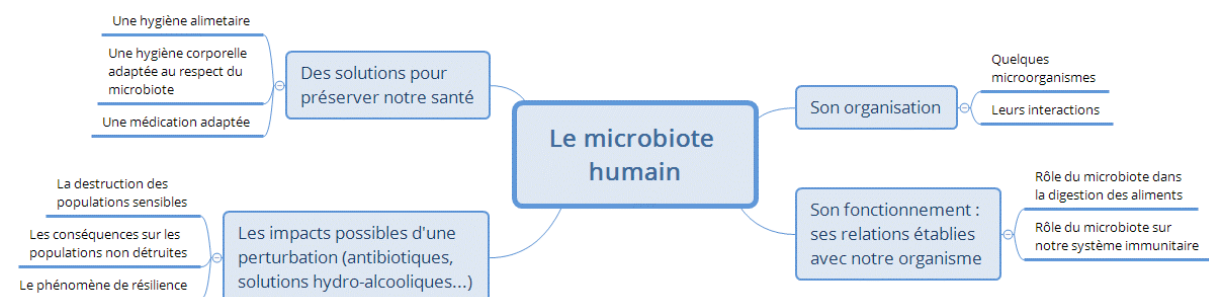 Le microbiote
humain
Son organisation
Quelques
microorganismes
Leurs interactions
Son fonctionnement :
ses relations établies
avec notre organisme
Rôle du microbiote dans
la digestion des aliments
Rôle du microbiote sur
notre système immunitaire
Les impacts possibles d'une
perturbation (antibiotiques,
solutions hydro-alcooliques...)
La destruction des
populations sensibles
Les conséquences sur les
populations non détruites
Le phénomène de résilience
Des solutions pour
préserver notre santé
Une hygiène alimetaire
Une hygiène corporelle
adaptée au respect du
microbiote
Une médication adaptée